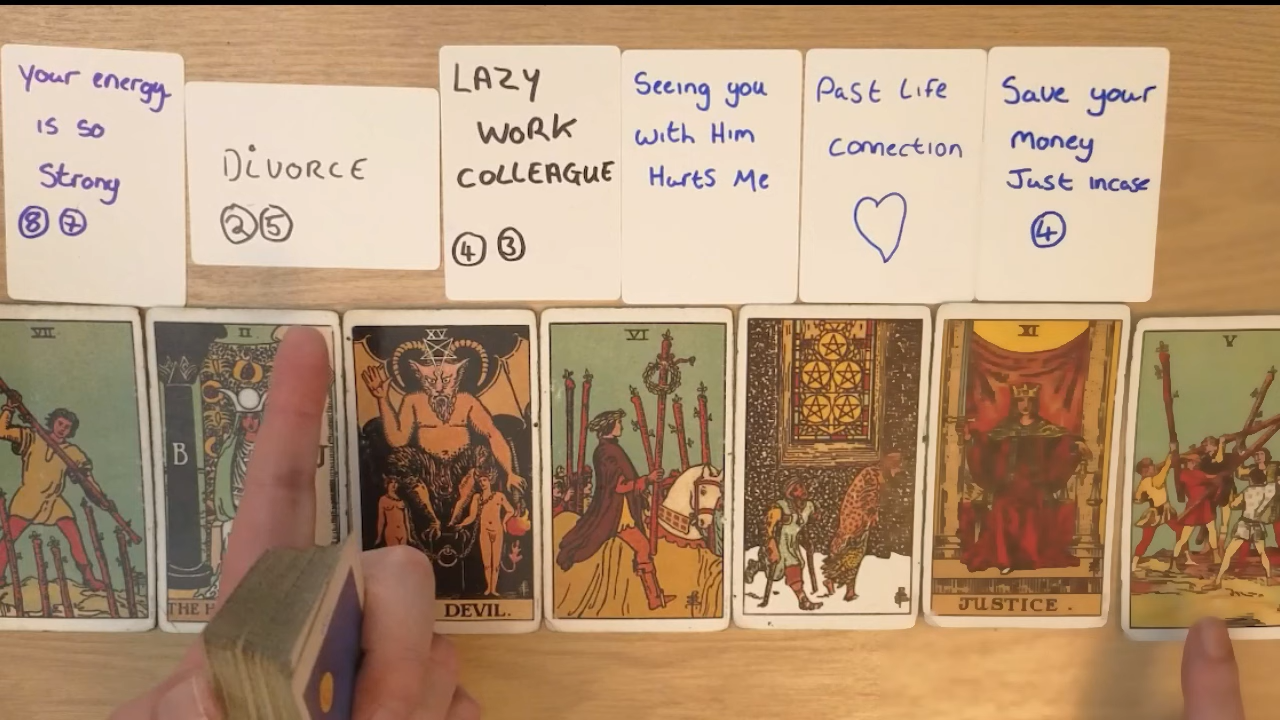 Your energy
is so
Strong
8 7
DiVORCE
2 5
LAZY
WORK
COLLEAGUE
4 3
Seeing you
with Him
Hurts Me
Past Life
Connection
Save your
Money
Just incase
4
VII
II
B
J
THE H
XV
DEVIL.
VI
XI
JUSTICE.
V